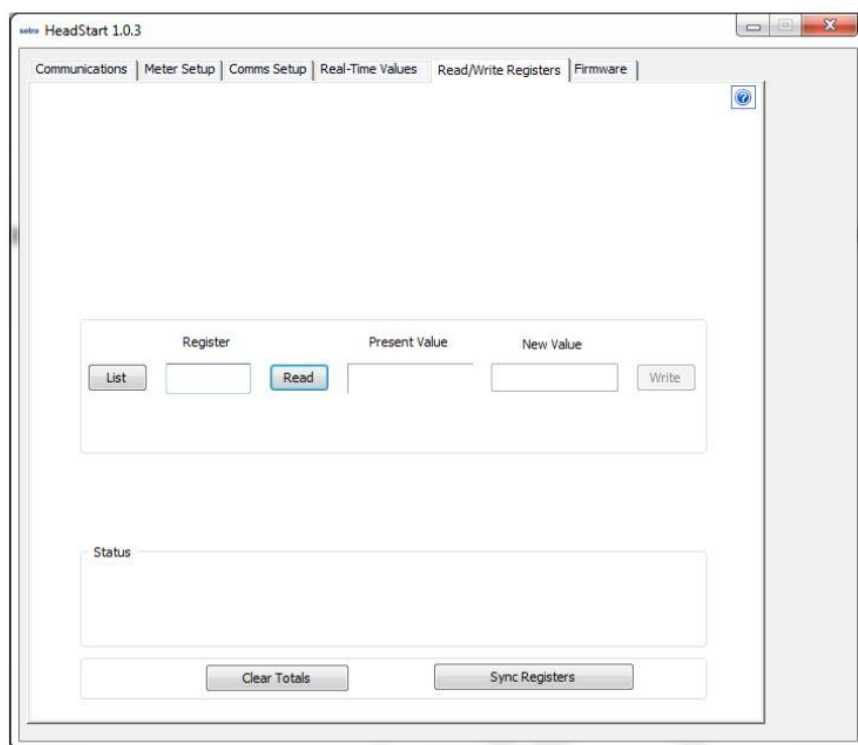 setra HeadStart 1.0.3
Communications Meter Setup Comms Setup Real-Time Values Read/Write Registers Firmware
?
Register Present Value New Value
List Read Write
Status
Clear Totals Sync Registers